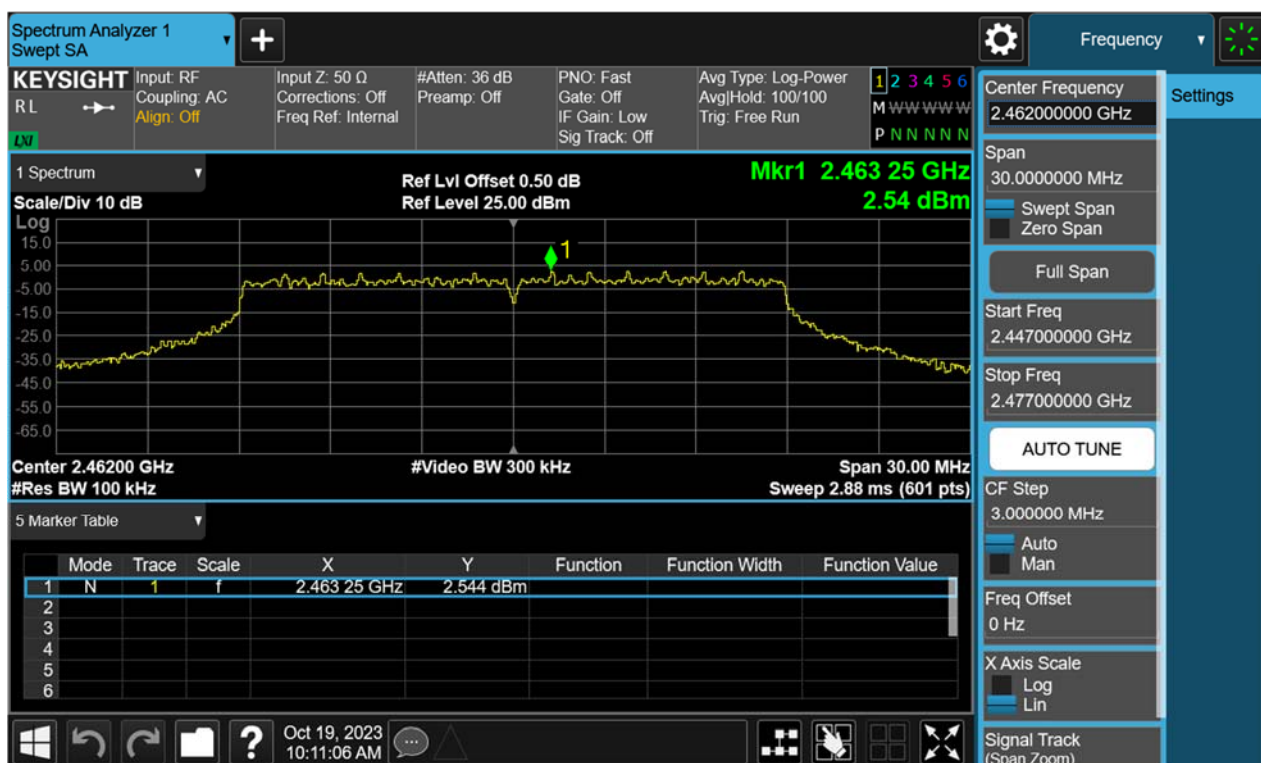 Spectrum Analyzer 1
Swept SA
Frequency
KEYSIGHT
R L
LXI
Input: RF
Coupling: AC
Align: Off
Input Z: 50 Ω
Corrections: Off
Freq Ref: Internal
#Atten: 36 dB
Preamp: Off
PNO: Fast
Gate: Off
IF Gain: Low
Sig Track: Off
Avg Type: Log-Power
Avg|Hold: 100/100
Trig: Free Run
1 2 3 4 5 6
M W W W W W
P N N N N N
1 Spectrum
Scale/Div 10 dB
Ref Lvl Offset 0.50 dB
Ref Level 25.00 dBm
Mkr1 2.463 25 GHz
2.54 dBm
Log
15.0
5.00
-5.00
-15.0
-25.0
-35.0
-45.0
-55.0
-65.0
1
Center 2.46200 GHz
#Video BW 300 kHz
Span 30.00 MHz
#Res BW 100 kHz
Sweep 2.88 ms (601 pts)
5 Marker Table
Mode Trace Scale X Y Function Function Width Function Value
1 N 1 f 2.463 25 GHz 2.544 dBm
2
3
4
5
6
Oct 19, 2023
10:11:06 AM
Center Frequency
2.462000000 GHz
Settings
Span
30.0000000 MHz
Swept Span
Zero Span
Full Span
Start Freq
2.447000000 GHz
Stop Freq
2.477000000 GHz
AUTO TUNE
CF Step
3.000000 MHz
Auto
Man
Freq Offset
0 Hz
X Axis Scale
Log
Lin
Signal Track
(Span Zoom)